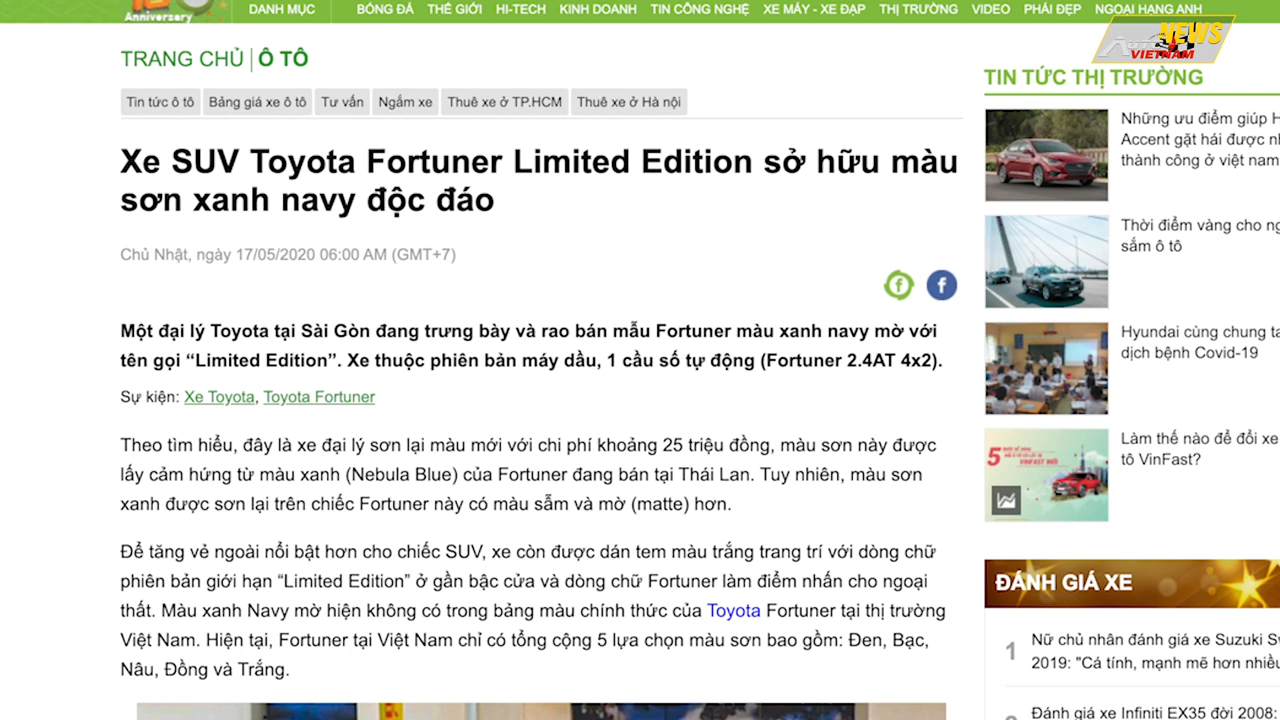 Anniversary
DANH MỤC
BÓNG ĐÁ THẾ GIỚI HI-TECH KINH DOANH TIN CÔNG NGHỆ XE MÁY - XE ĐẠP THỊ TRƯỜNG VIDEO PHÁI ĐẸP NGOẠI HẠNG ANH
NEWS
VIETNAM
TRANG CHỦ | Ô TÔ
Tin tức ô tô Bảng giá xe ô tô Tư vấn Ngắm xe Thuê xe ở TP.HCM Thuê xe ở Hà nội
Xe SUV Toyota Fortuner Limited Edition sở hữu màu
sơn xanh navy độc đáo
Chủ Nhật, ngày 17/05/2020 06:00 AM (GMT+7)
Một đại lý Toyota tại Sài Gòn đang trưng bày và rao bán mẫu Fortuner màu xanh navy mờ với
tên gọi “Limited Edition”. Xe thuộc phiên bản máy dầu, 1 cầu số tự động (Fortuner 2.4AT 4x2).
Sự kiện: Xe Toyota, Toyota Fortuner
Theo tìm hiểu, đây là xe đại lý sơn lại màu mới với chi phí khoảng 25 triệu đồng, màu sơn này được
lấy cảm hứng từ màu xanh (Nebula Blue) của Fortuner đang bán tại Thái Lan. Tuy nhiên, màu sơn
xanh được sơn lại trên chiếc Fortuner này có màu sẫm và mờ (matte) hơn.
Để tăng vẻ ngoài nổi bật hơn cho chiếc SUV, xe còn được dán tem màu trắng trang trí với dòng chữ
phiên bản giới hạn “Limited Edition” ở gần bậc cửa và dòng chữ Fortuner làm điểm nhấn cho ngoại
thất. Màu xanh Navy mờ hiện không có trong bảng màu chính thức của Toyota Fortuner tại thị trường
Việt Nam. Hiện tại, Fortuner tại Việt Nam chỉ có tổng cộng 5 lựa chọn màu sơn bao gồm: Đen, Bạc,
Nâu, Đồng và Trắng.
TIN TỨC THỊ TRƯỜNG
Những ưu điểm giúp H
Accent gặt hái được
thành công ở việt nam
Thời điểm vàng cho
sắm ô tô
Hyundai cùng chung
dịch bệnh Covid-19
Làm thế nào để đổi xe
tô VinFast?
ĐÁNH GIÁ XE
1 Nữ chủ nhân đánh giá xe Suzuki
2019: "Cá tính, mạnh mẽ hơn nhiều
Đánh giá xe Infiniti EX35 đời 2008: